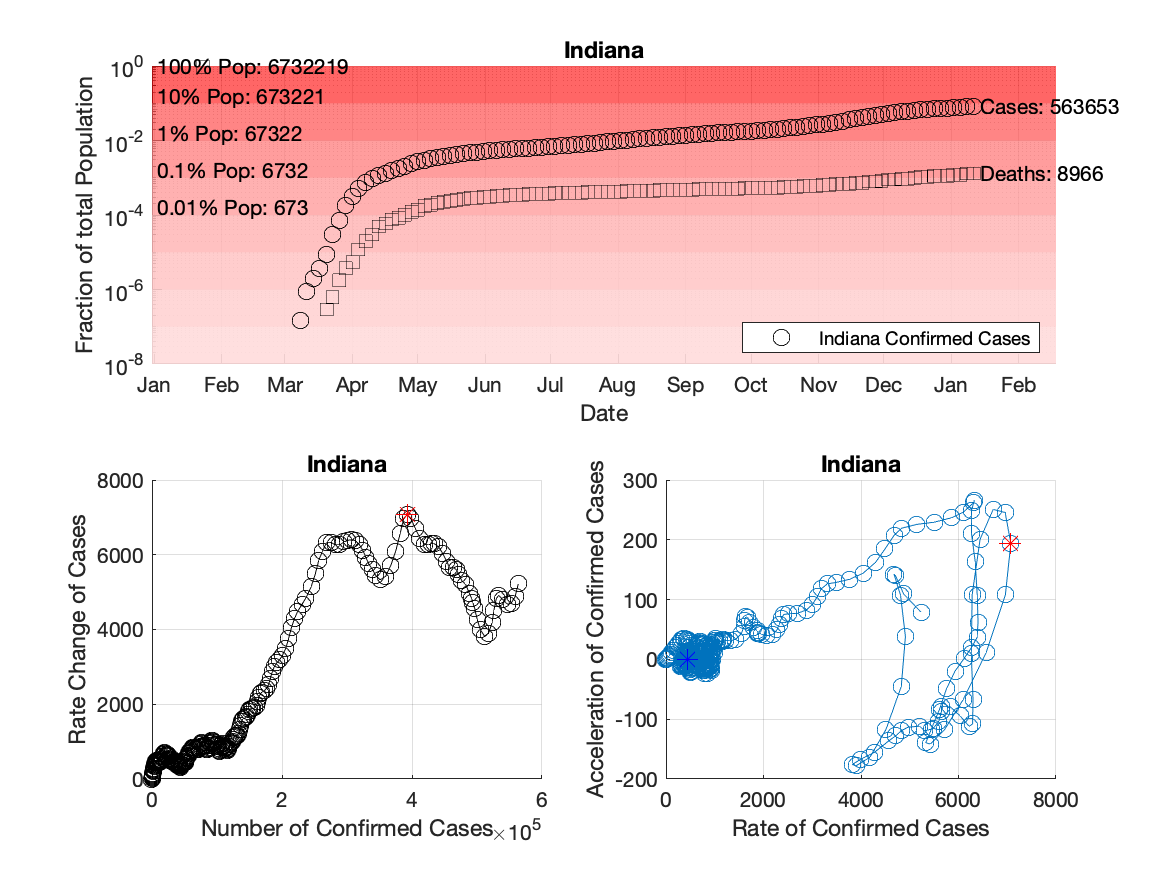 Indiana
Fraction of total Population
10^0
10^-2
10^-4
10^-6
10^-8
100% Pop: 6732219
10% Pop: 673221
1% Pop: 67322
0.1% Pop: 6732
0.01% Pop: 673
Cases: 563653
Deaths: 8966
Indiana Confirmed Cases
Jan Feb Mar Apr May Jun Jul Aug Sep Oct Nov Dec Jan Feb
Date
Indiana
Rate Change of Cases
8000
6000
4000
2000
0
0 2 4 6
Number of Confirmed Cases ×10^5
Indiana
Acceleration of Confirmed Cases
300
200
100
0
-100
-200
0 2000 4000 6000 8000
Rate of Confirmed Cases